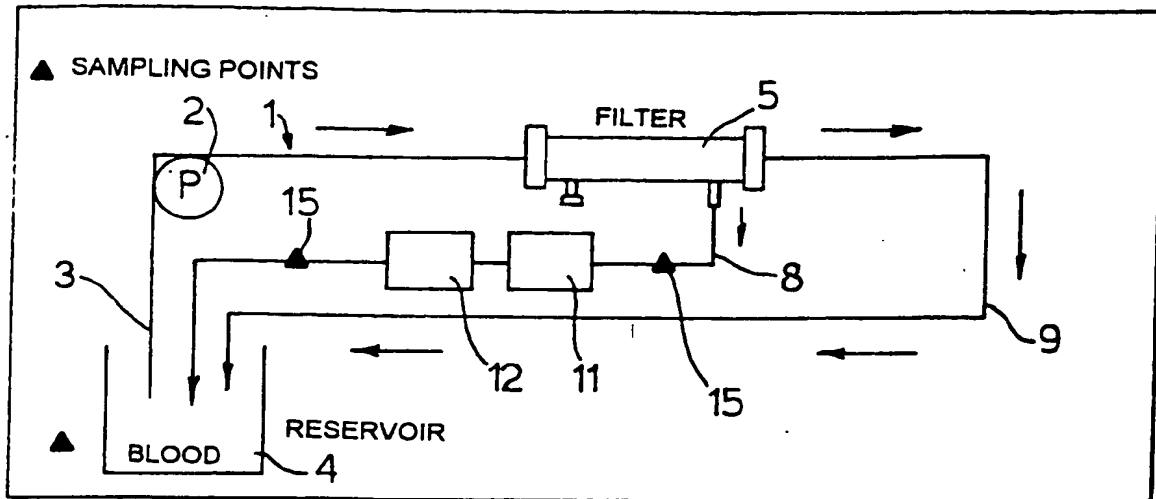 ▲ SAMPLING POINTS
2
1
FILTER
5
P
15
3
8
9
12
11
15
RESERVOIR
▲
BLOOD
4